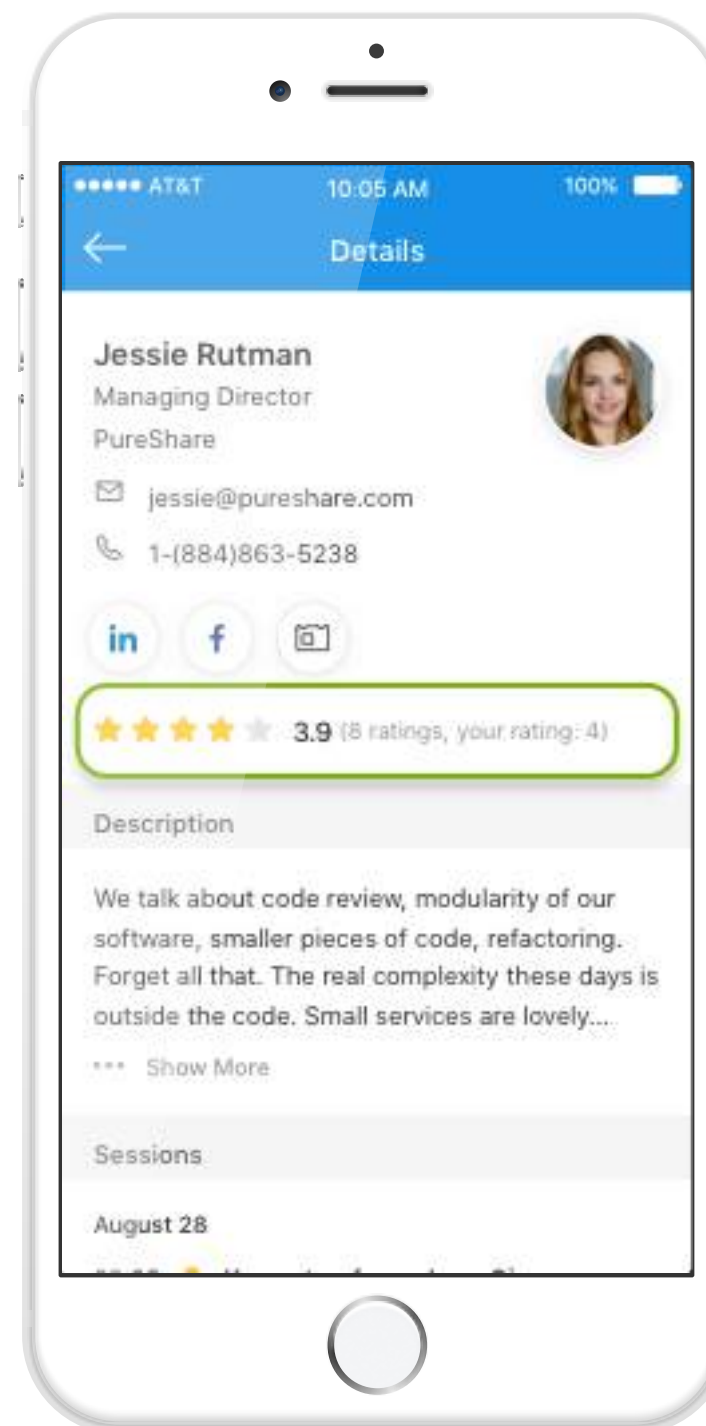 AT&T 10:05 AM 100%
Details
Jessie Rutman
Managing Director
PureShare
jessie@pureshare.com
1-(884)863-5238
in f
3.9 (8 ratings, your rating: 4)
Description
We talk about code review, modularity of our
software, smaller pieces of code, refactoring.
Forget all that. The real complexity these days is
outside the code. Small services are lovely...
... Show More
Sessions
August 28